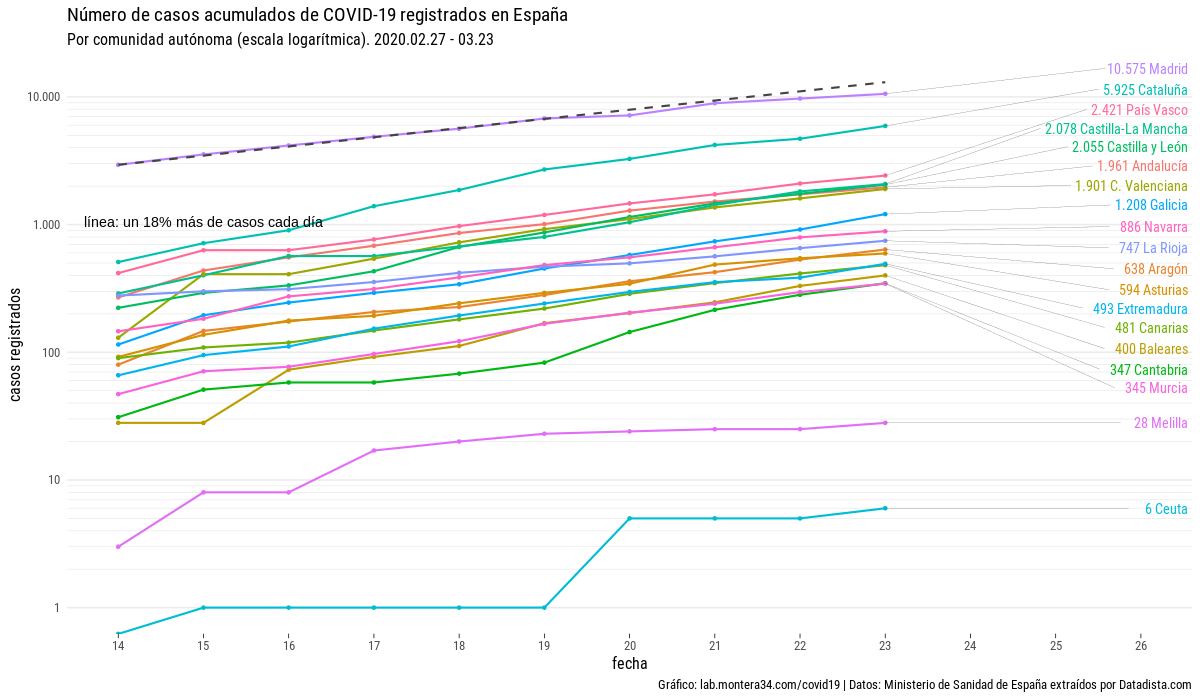 Número de casos acumulados de COVID-19 registrados en España
Por comunidad autónoma (escala logarítmica). 2020.02.27 - 03.23
10.575 Madrid
5.925 Cataluña
2.421 País Vasco
2.078 Castilla-La Mancha
2.055 Castilla y León
1.961 Andalucía
1.901 C. Valenciana
1.208 Galicia
886 Navarra
747 La Rioja
638 Aragón
594 Asturias
493 Extremadura
481 Canarias
400 Baleares
347 Cantabria
345 Murcia
28 Melilla
6 Ceuta
línea: un 18% más de casos cada día
casos registrados
10.000
1.000
100
10
1
14 15 16 17 18 19 20 21 22 23 24 25 26
fecha
Gráfico: lab.montera34.com/covid19 | Datos: Ministerio de Sanidad de España extraídos por Datadista.com